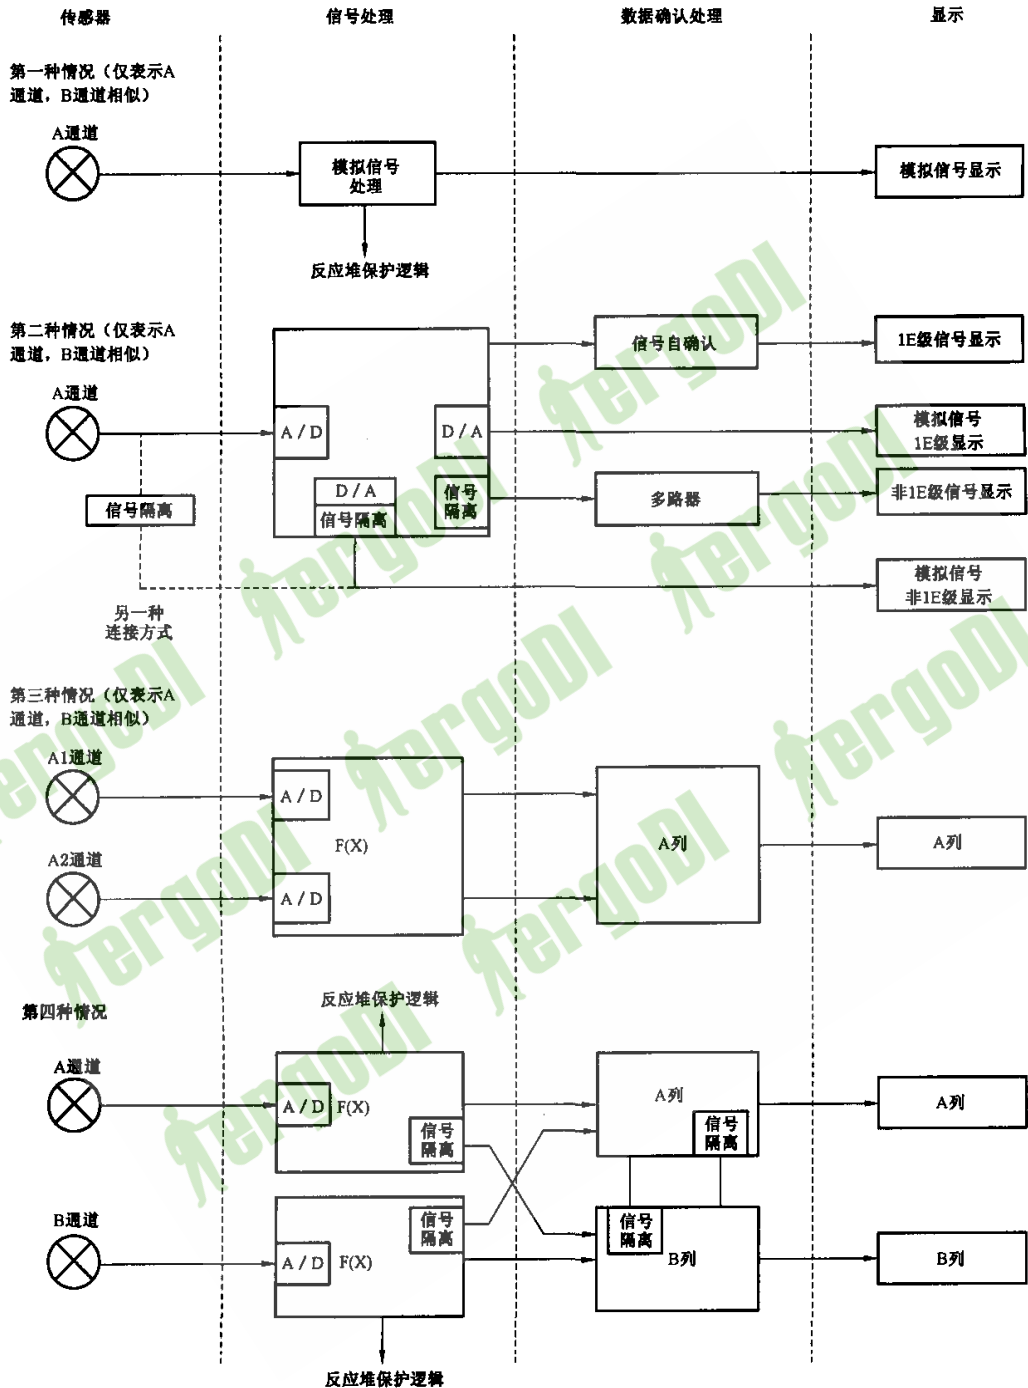 传感器
信号处理
数据确认处理
显示
第一种情况（仅表示A
通道，B通道相似）
A通道
模拟信号
处理
模拟信号显示
反应堆保护逻辑
第二种情况（仅表示A
通道，B通道相似）
A通道
A/D
D/A
D/A
信号隔离
信号
隔离
信号自确认
1E级信号显示
模拟信号
1E级显示
多路器
非1E级信号显示
信号隔离
模拟信号
非1E级显示
另一种
连接方式
第三种情况（仅表示A
通道，B通道相似）
A1通道
A/D
F(X)
A列
A列
A2通道
A/D
反应堆保护逻辑
第四种情况
A通道
A/D
F(X)
信号
隔离
A列
信号
隔离
A列
B通道
A/D
F(X)
信号
隔离
信号
隔离
B列
B列
反应堆保护逻辑
ergoDI
ergoDI
ergoDI
ergoDI
ergoDI
ergoDI
ergoDI
ergoDI
ergoDI
ergoDI